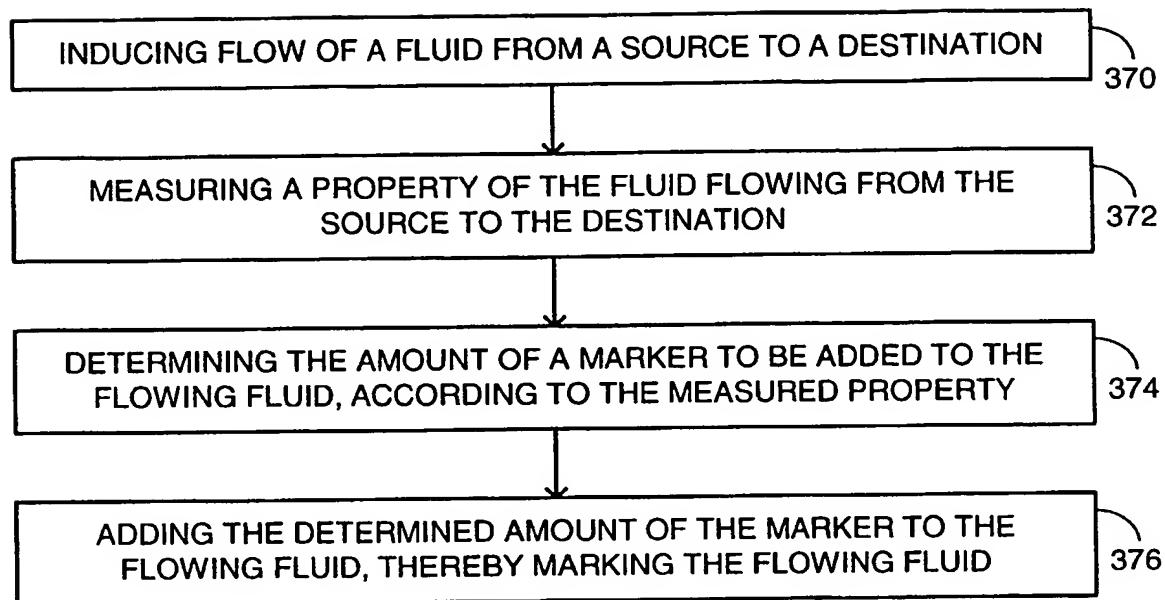 INDUCING FLOW OF A FLUID FROM A SOURCE TO A DESTINATION
370
MEASURING A PROPERTY OF THE FLUID FLOWING FROM THE
SOURCE TO THE DESTINATION
372
DETERMINING THE AMOUNT OF A MARKER TO BE ADDED TO THE
FLOWING FLUID, ACCORDING TO THE MEASURED PROPERTY
374
ADDING THE DETERMINED AMOUNT OF THE MARKER TO THE
FLOWING FLUID, THEREBY MARKING THE FLOWING FLUID
376